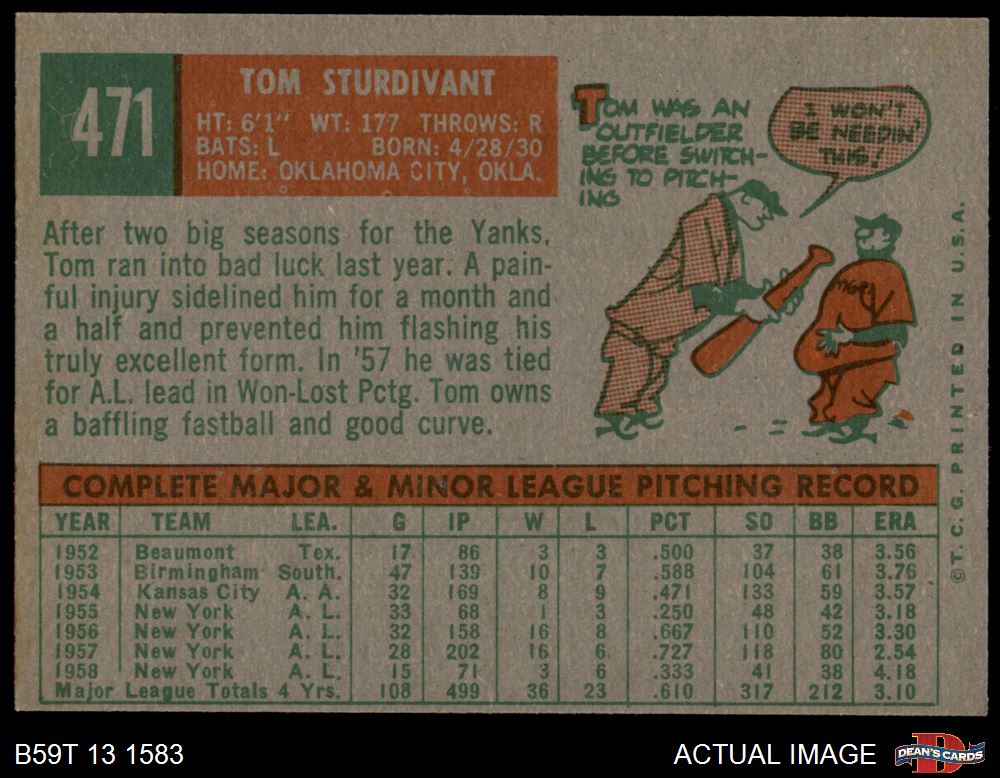 471
TOM STURDIVANT
HT: 6'1" WT: 177 THROWS: R
BATS: L BORN: 4/28/30
HOME: OKLAHOMA CITY, OKLA.
TOM WAS AN
OUTFIELDER
BEFORE SWITCH-
ING TO PITCH-
ING
I WON'T
BE NEEDIN'
THIS!
After two big seasons for the Yanks,
Tom ran into bad luck last year. A pain-
ful injury sidelined him for a month and
a half and prevented him flashing his
truly excellent form. In '57 he was tied
for A.L. lead in Won-Lost Pctg. Tom owns
a baffling fastball and good curve.
COMPLETE MAJOR & MINOR LEAGUE PITCHING RECORD
YEAR TEAM LEA. G IP W L PCT SO BB ERA
1952 Beaumont Tex. 17 86 3 3 .500 37 38 3.56
1953 Birmingham South. 47 139 10 7 .588 104 61 3.76
1954 Kansas City A. A. 32 169 8 9 .471 133 59 3.57
1955 New York A. L. 33 68 1 3 .250 48 42 3.18
1956 New York A. L. 32 158 16 8 .667 110 52 3.30
1957 New York A. L. 28 202 16 6 .727 118 80 2.54
1958 New York A. L. 15 71 3 6 .333 41 38 4.18
Major League Totals 4 Yrs. 108 499 36 23 .610 317 212 3.10
©T.C.G. PRINTED IN U.S.A.
B59T 13 1583
ACTUAL IMAGE
DEAN'S CARDS